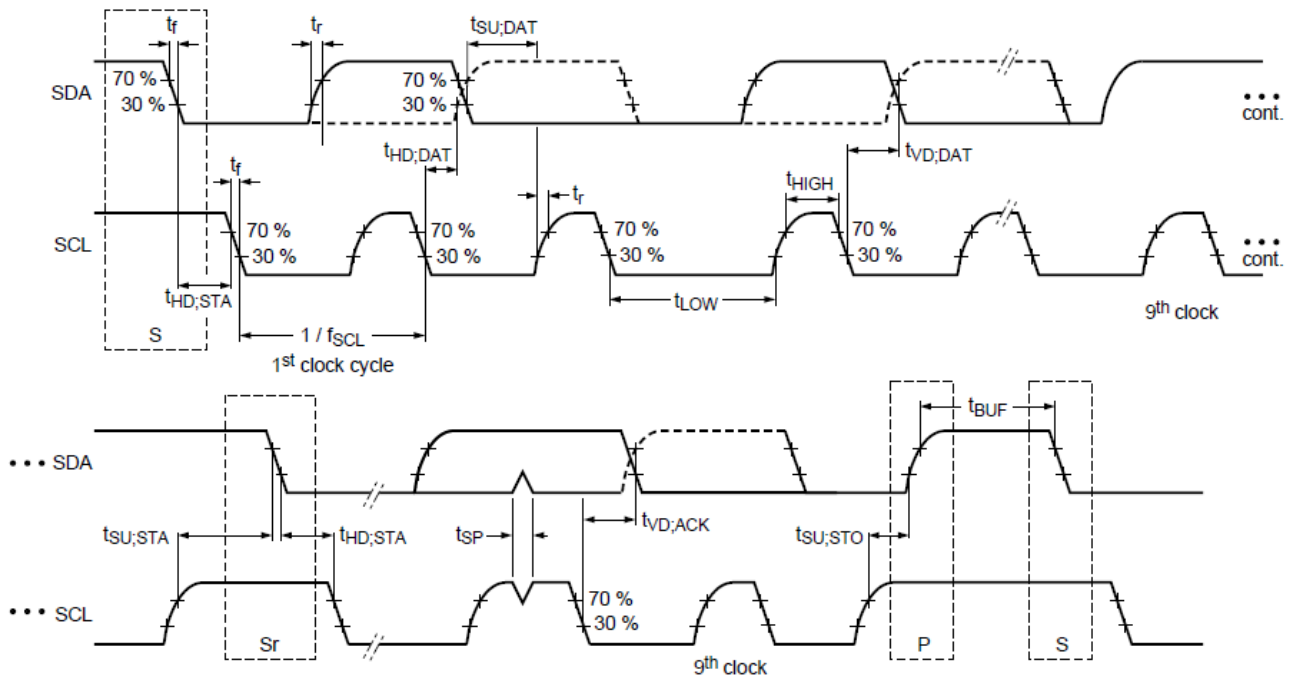 tf tr tSU;DAT
SDA 70 % 70 % cont.
30 % 30 %
tHD;DAT tVD;DAT
tf tr tHIGH
SCL 70 % 70 % 70 % cont.
30 % 30 % 30 %
tHD;STA tLOW
S 1 / fSCL 9th clock
1st clock cycle
tBUF
••• SDA
tSU;STA tHD;STA tSP tVD;ACK tSU;STO
••• SCL 70 %
30 %
Sr P S
9th clock